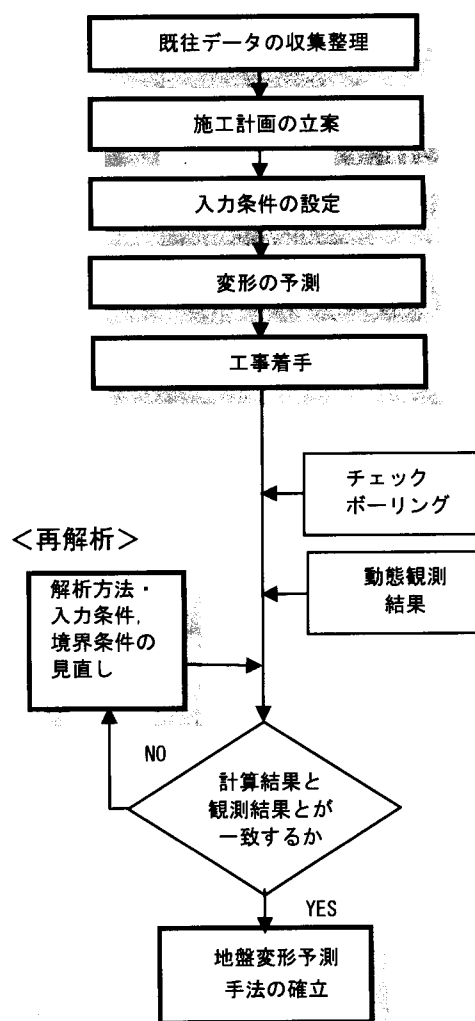 既往データの収集整理
施工計画の立案
入力条件の設定
変形の予測
工事着手
チェック
ボーリング
<再解析>
動態観測
結果
解析方法・
入力条件,
境界条件の
見直し
NO
計算結果と
観測結果とが
一致するか
YES
地盤変形予測
手法の確立